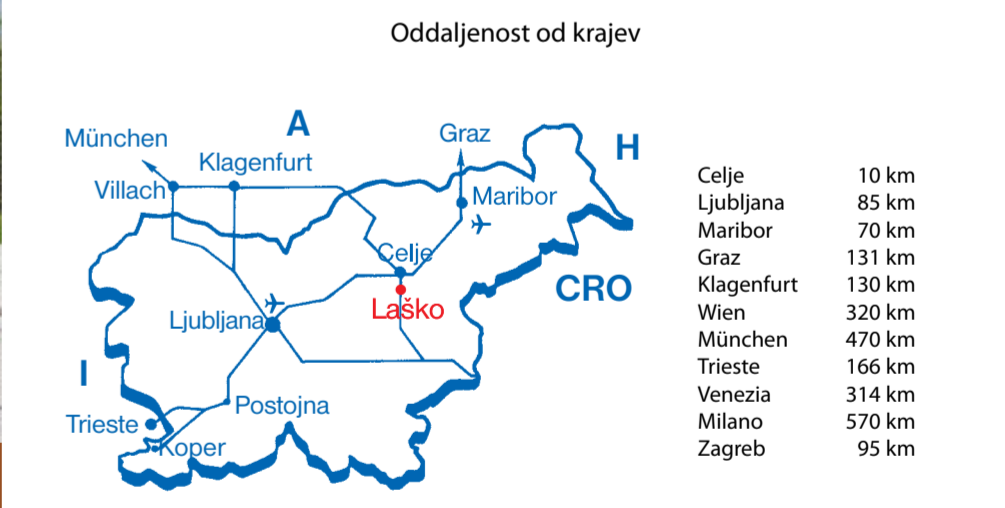 Oddaljenost od krajev
A
München
Graz
H
Klagenfurt
Villach
Maribor
Celje
CRO
Laško
Ljubljana
I
Postojna
Trieste
Koper
Celje 10 km
Ljubljana 85 km
Maribor 70 km
Graz 131 km
Klagenfurt 130 km
Wien 320 km
München 470 km
Trieste 166 km
Venezia 314 km
Milano 570 km
Zagreb 95 km